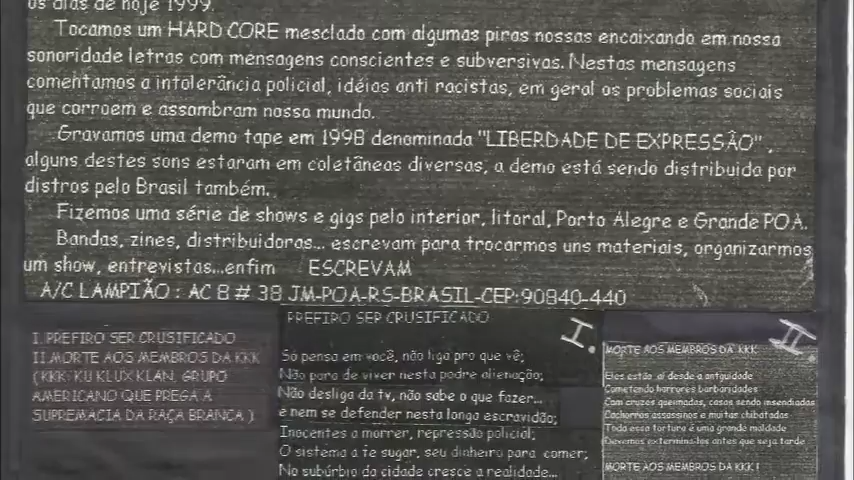 os dias de hoje 1999.
Tocamos um HARD CORE mesclado com algumas piras nossas encaixando em nossa
sonoridade letras com mensagens conscientes e subversivas. Nestas mensagens
comentamos a intolerância policial, idéias anti racistas, em geral os problemas sociais
que corroem e assombram nosso mundo.
Gravamos uma demo tape em 1998 denominada "LIBERDADE DE EXPRESSÃO" ,
alguns destes sons estaram em coletâneas diversas, a demo está sendo distribuida por
distros pelo Brasil também.
Fizemos uma série de shows e gigs pelo interior, litoral, Porto Alegre e Grande POA.
Bandas, zines, distribuidoras... escrevam para trocarmos uns materiais, organizarmos
um show, entrevistas...enfim ESCREVAM
A/C LAMPIÃO : AC 8 # 38 JM-POA-RS-BRASIL-CEP:90840-440
I.PREFIRO SER CRUSIFICADO
II.MORTE AOS MEMBROS DA KKK
(KKK: KU KLUX KLAN, GRUPO
AMERICANO QUE PREGA A
SUPREMACIA DA RAÇA BRANCA )
PREFIRO SER CRUSIFICADO
I.
Só pensa em você, não liga pro que vê;
Não para de viver nesta podre alienação;
Não desliga da tv, não sabe o que fazer...
e nem se defender nesta longa escravidão;
Inocentes a morrer, repressão policial;
O sistema a te sugar, seu dinheiro para comer;
No subúrbio da cidade cresce a realidade...
II.
MORTE AOS MEMBROS DA KKK
Eles estão aí desde a antguidade
Cometendo horrores barbaridades
Com cruzes queimadas, casas sendo insendiadas
Cachorros assassinos e muitas chibatadas
Toda essa tortura é uma grande maldade
Devemos extermina-los antes que seja tarde
MORTE AOS MEMBROS DA KKK !